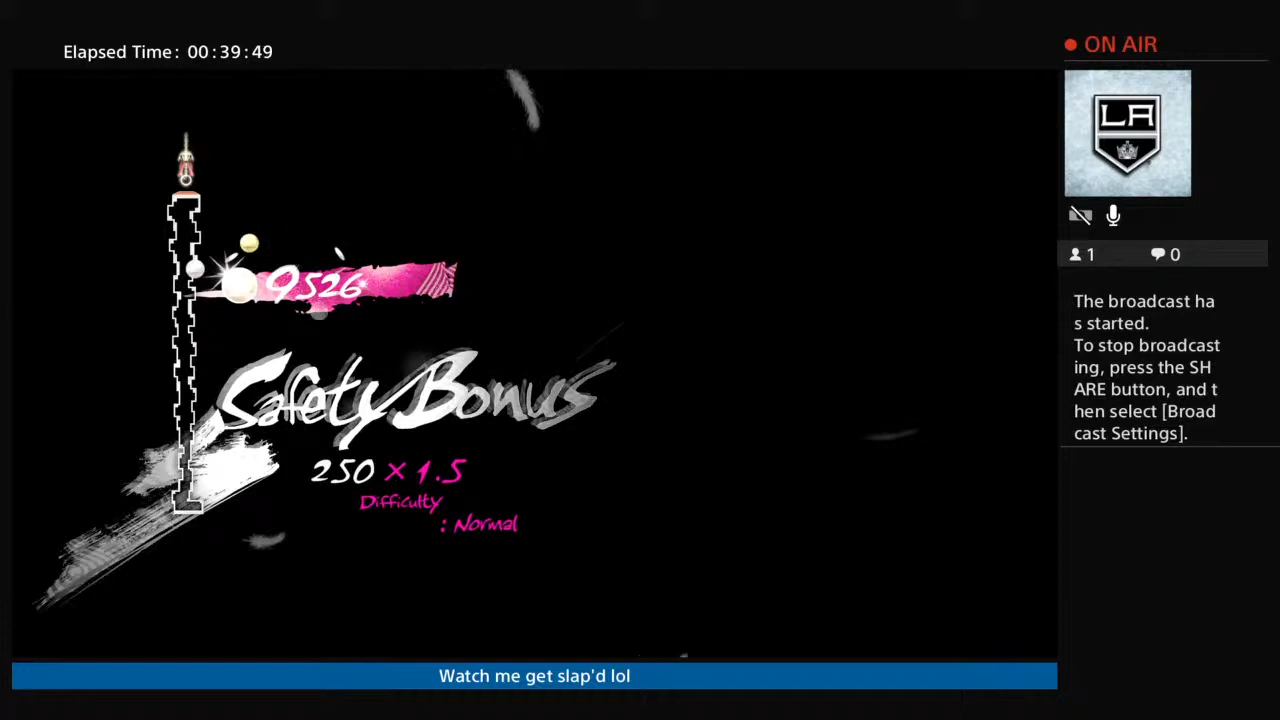 Elapsed Time: 00:39:49
ON AIR
LA
1
0
9526
Safety Bonus
250 × 1.5
Difficulty
: Normal
The broadcast ha
s started.
To stop broadcast
ing, press the SH
ARE button, and t
hen select [Broad
cast Settings].
Watch me get slap'd lol